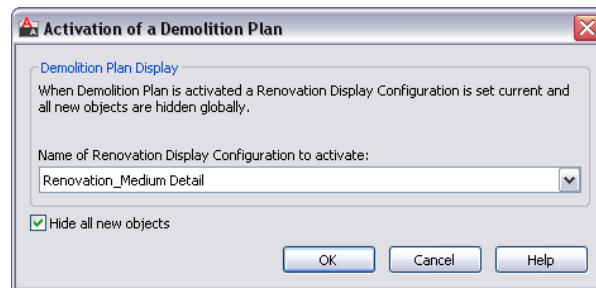 Activation of a Demolition Plan
Demolition Plan Display
When Demolition Plan is activated a Renovation Display Configuration is set current and
all new objects are hidden globally.
Name of Renovation Display Configuration to activate:
Renovation_Medium Detail
Hide all new objects
OK
Cancel
Help